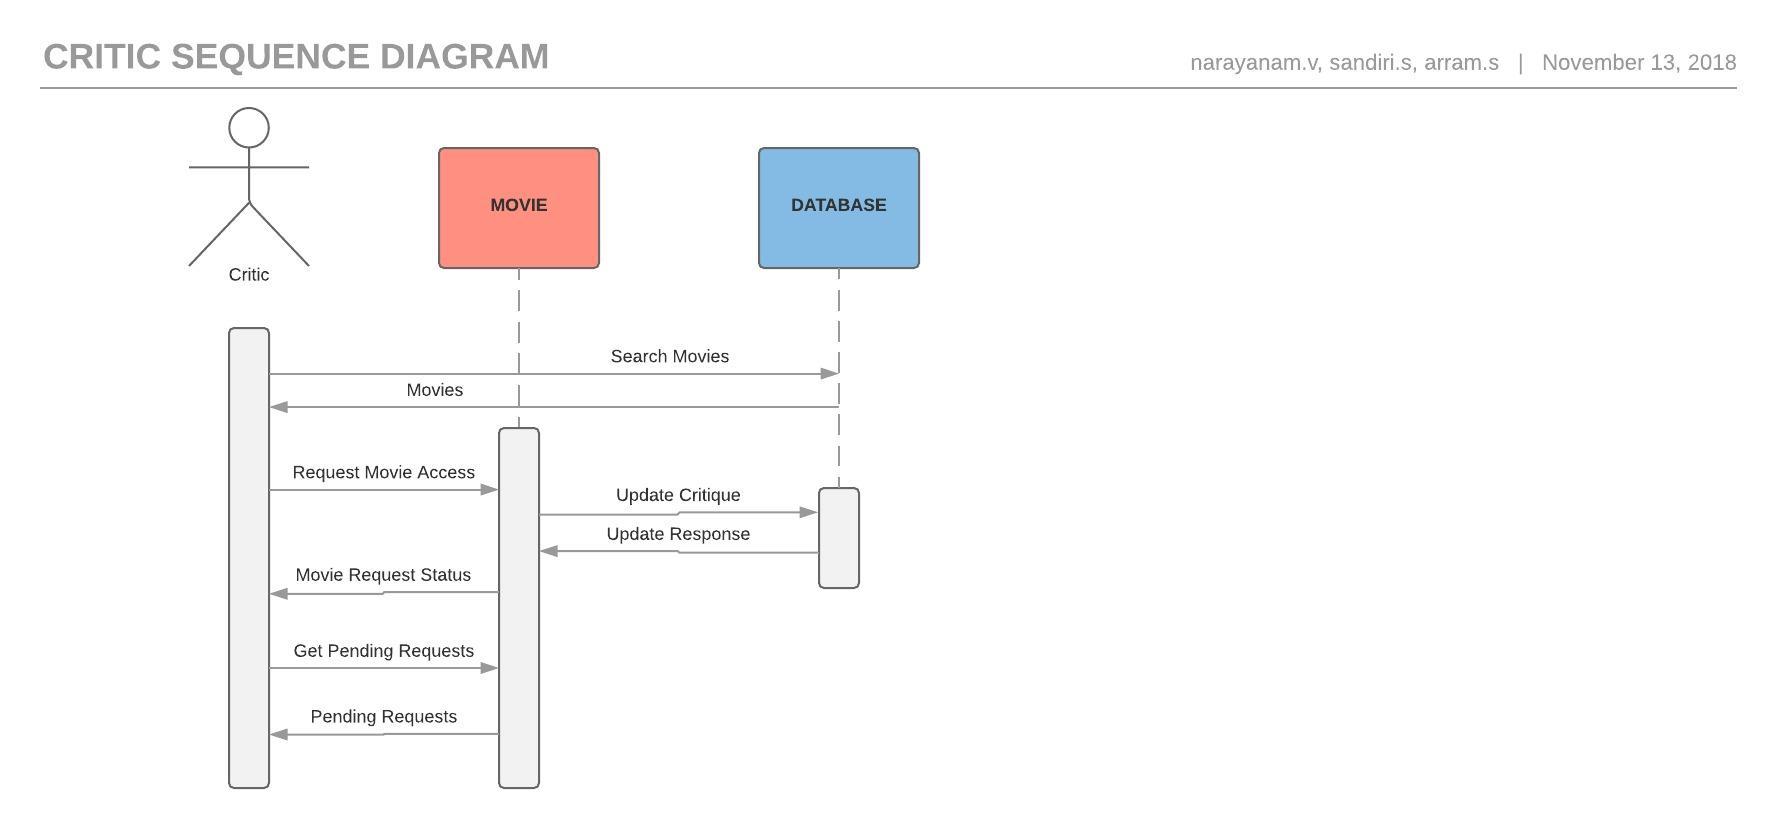 CRITIC SEQUENCE DIAGRAM
narayanam.v, sandiri.s, arram.s | November 13, 2018
MOVIE
DATABASE
Critic
Search Movies
Movies
Request Movie Access
Update Critique
Update Response
Movie Request Status
Get Pending Requests
Pending Requests